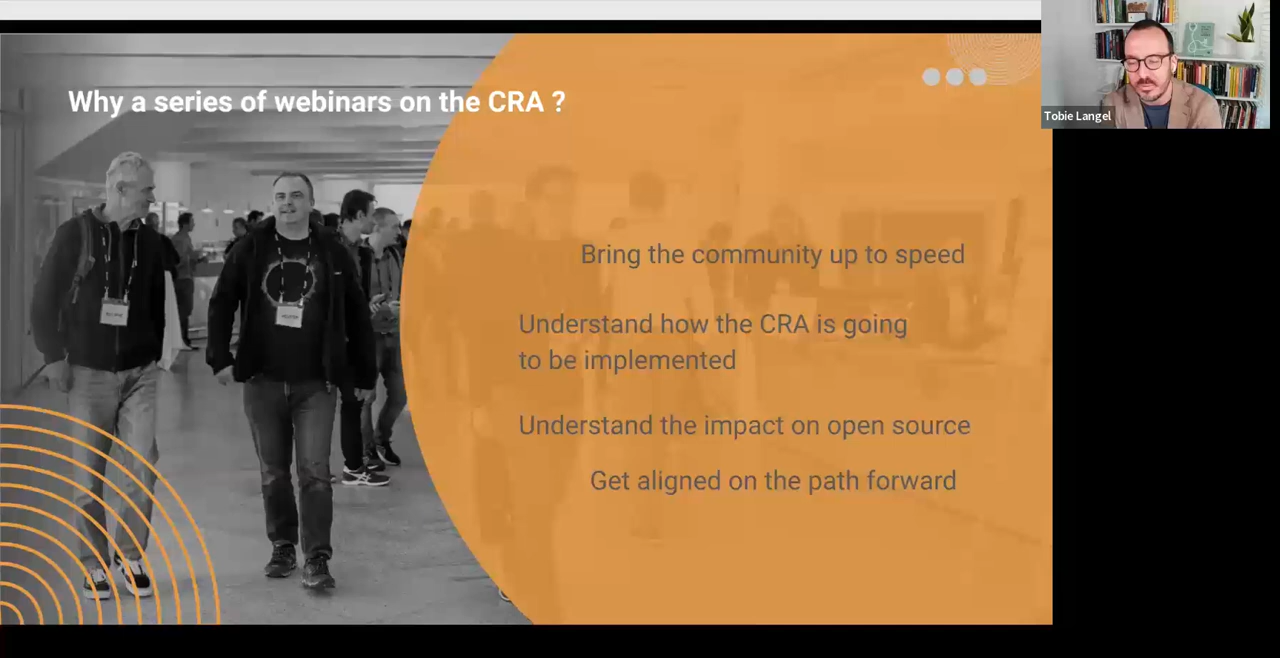 Why a series of webinars on the CRA ?
Tobie Langel
Bring the community up to speed
Understand how the CRA is going
to be implemented
Understand the impact on open source
Get aligned on the path forward